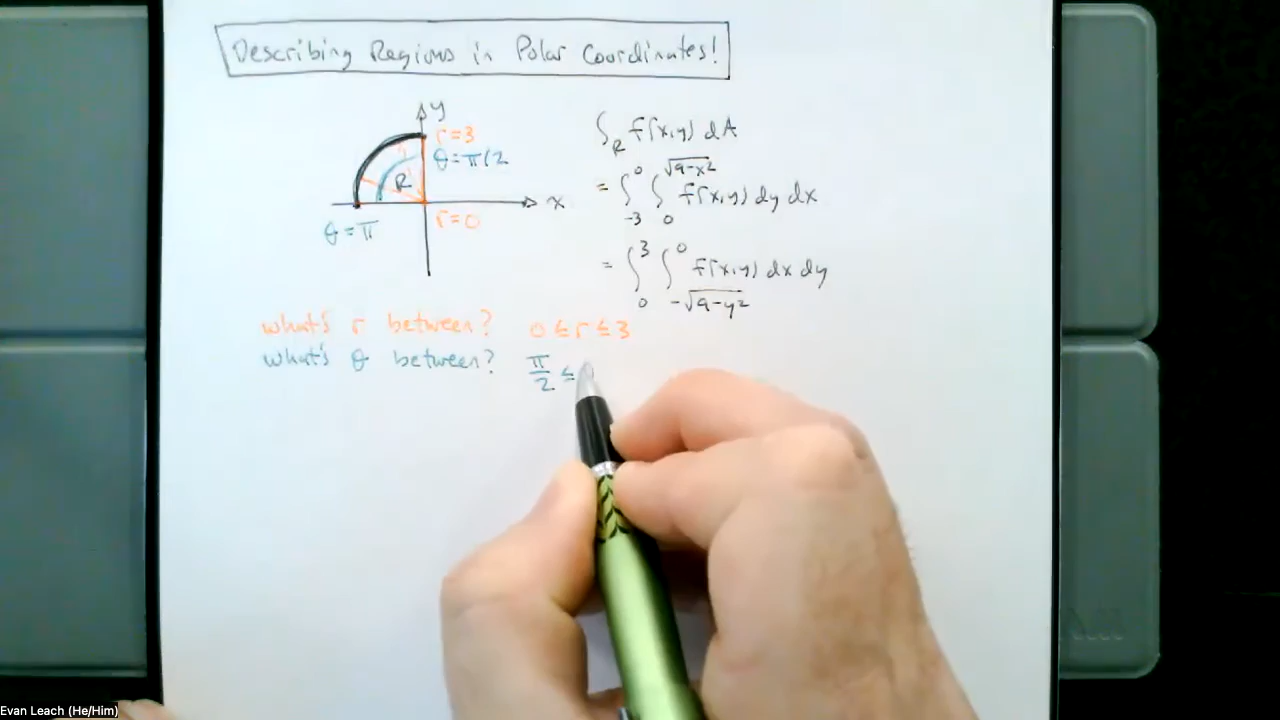 Describing Regions in Polar Coordinates!
y
r=3
θ=π/2
R
x
r=0
θ=π
∫_R f(x,y) dA
= ∫_{-3}^{0} ∫_{0}^{√(9-x²)} f(x,y) dy dx
= ∫_{0}^{3} ∫_{-√(9-y²)}^{0} f(x,y) dx dy
what's r between? 0 ≤ r ≤ 3
what's θ between? π/2 ≤
Evan Leach (He/Him)